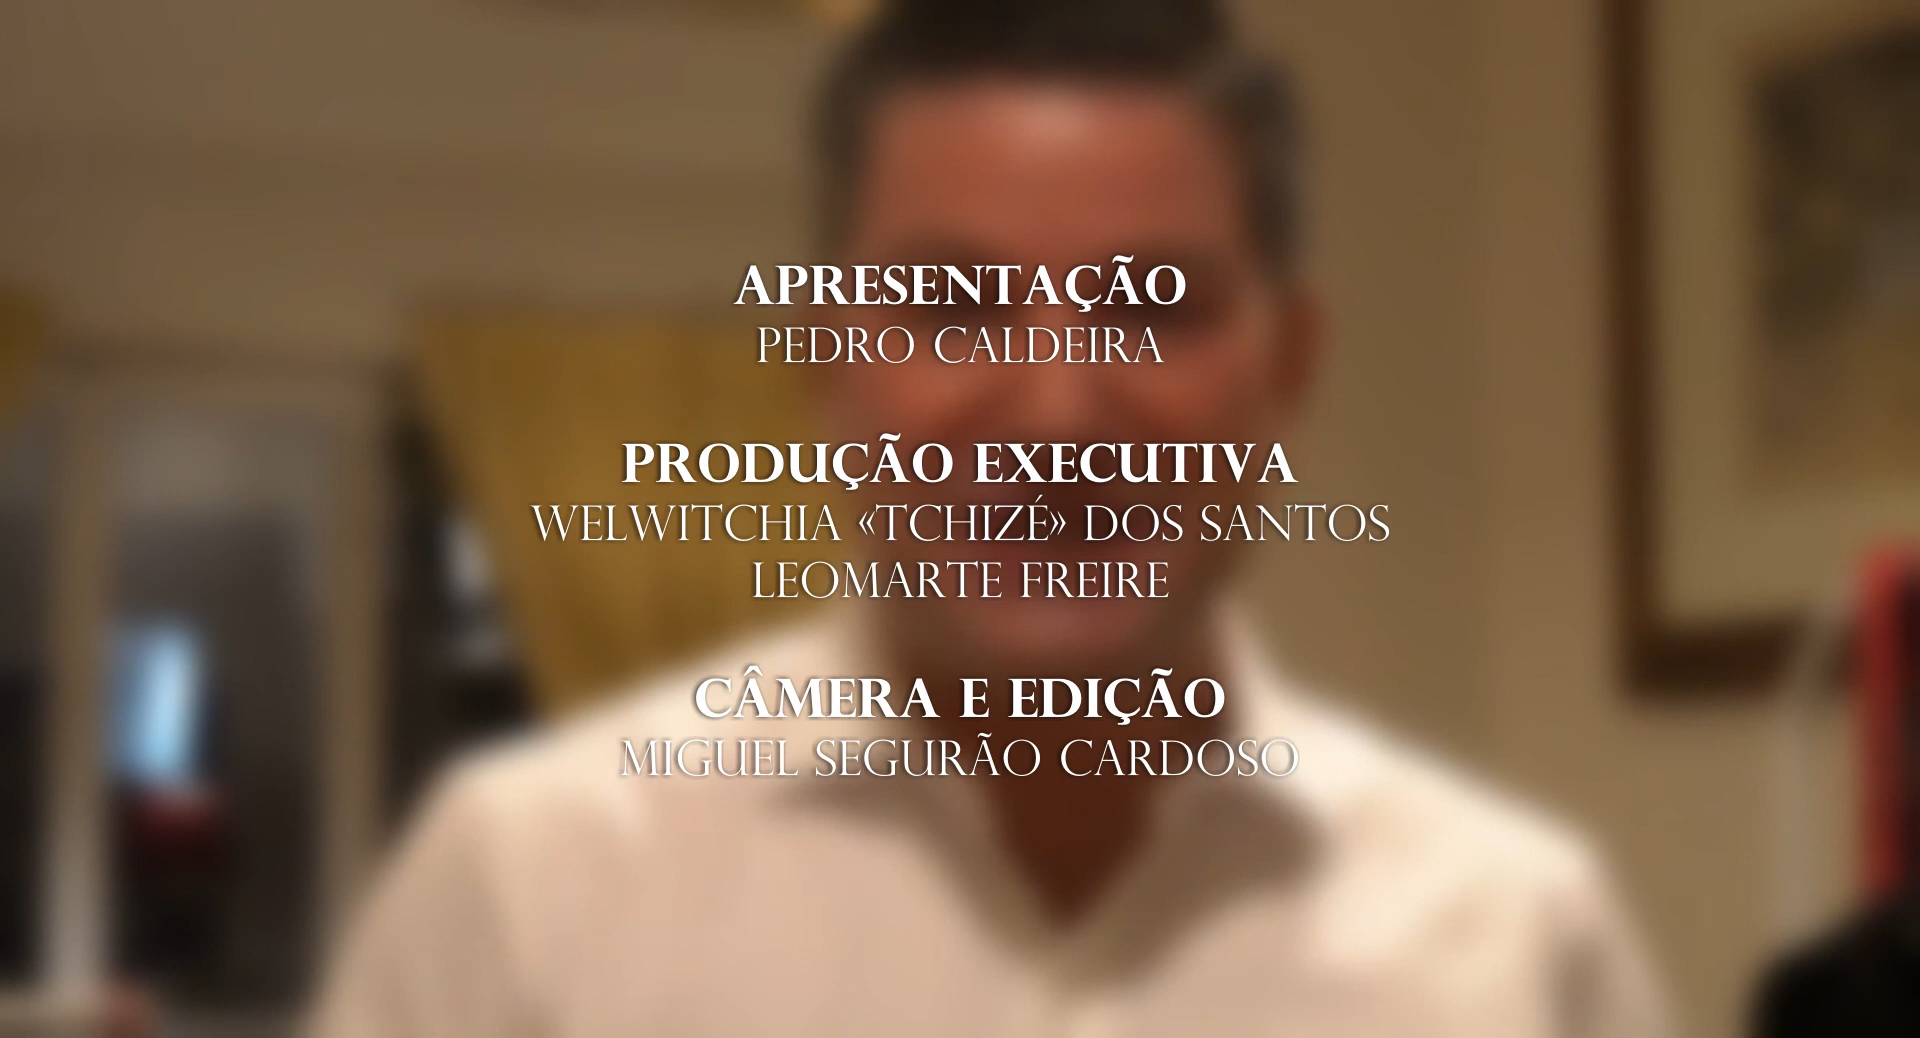 APRESENTAÇÃO
PEDRO CALDEIRA
PRODUÇÃO EXECUTIVA
WELWITCHIA «TCHIZÉ» DOS SANTOS
LEOMARTE FREIRE
CÂMERA E EDIÇÃO
MIGUEL SEGURÃO CARDOSO